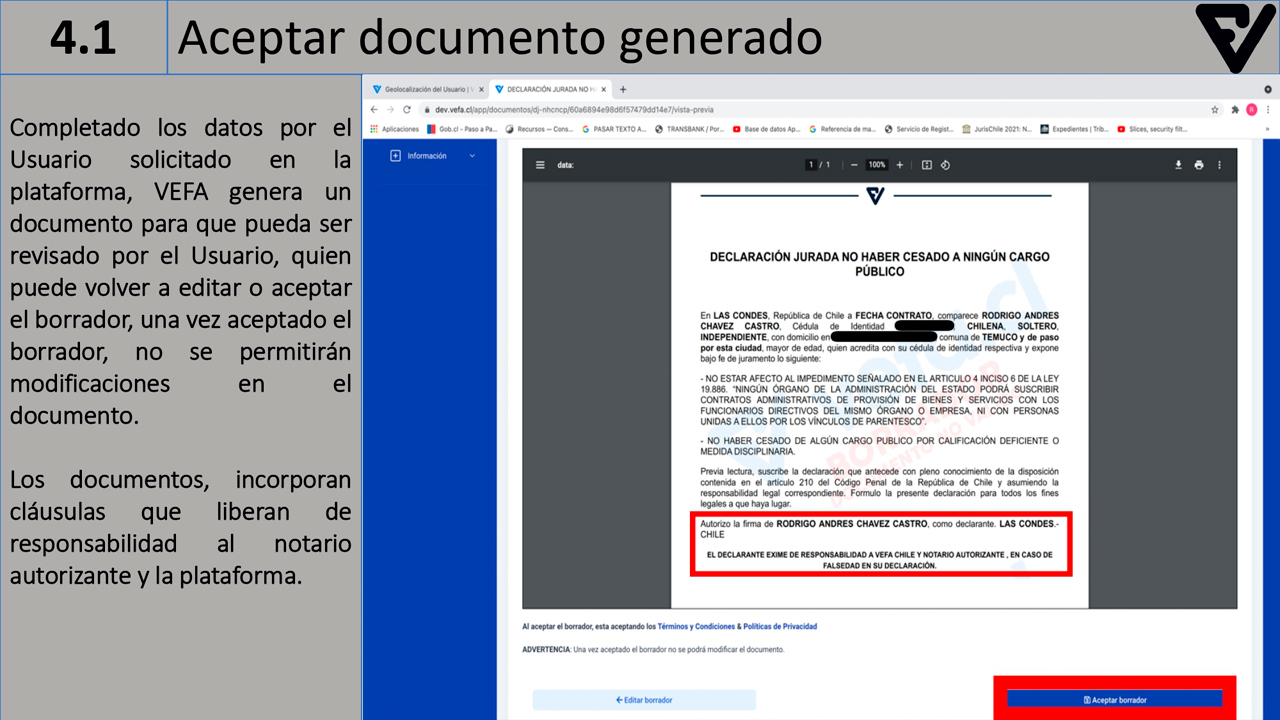 4.1
Aceptar documento generado
Completado los datos por el
Usuario solicitado en la
plataforma, VEFA genera un
documento para que pueda ser
revisado por el Usuario, quien
puede volver a editar o aceptar
el borrador, una vez aceptado el
borrador, no se permitirán
modificaciones en el
documento.
Los documentos, incorporan
cláusulas que liberan de
responsabilidad al notario
autorizante y la plataforma.
Geolocalización del Usuario | V
DECLARACIÓN JURADA NO H
dev.vefa.cl/app/documentos/dj-nhcncp/60a6894e98d6f57479dd14e7/vista-previa
Aplicaciones
Gob.cl - Paso a Pa...
Recursos — Cons...
PASAR TEXTO A...
TRANSBANK / Por...
Base de datos Ap...
Referencia de ma...
Servicio de Regist...
JurisChile 2021: N...
Expedientes | Trib...
Slices, security filt...
Información
data:
1 / 1
100%
DECLARACIÓN JURADA NO HABER CESADO A NINGÚN CARGO
PÚBLICO
En LAS CONDES, República de Chile a FECHA CONTRATO, comparece RODRIGO ANDRES
CHAVEZ CASTRO, Cédula de Identidad CHILENA, SOLTERO,
INDEPENDIENTE, con domicilio en comuna de TEMUCO y de paso
por esta ciudad, mayor de edad, quien acredita con su cédula de identidad respectiva y expone
bajo fe de juramento lo siguiente:
- NO ESTAR AFECTO AL IMPEDIMENTO SEÑALADO EN EL ARTICULO 4 INCISO 6 DE LA LEY
19.886. "NINGÚN ÓRGANO DE LA ADMINISTRACIÓN DEL ESTADO PODRÁ SUSCRIBIR
CONTRATOS ADMINISTRATIVOS DE PROVISIÓN DE BIENES Y SERVICIOS CON LOS
FUNCIONARIOS DIRECTIVOS DEL MISMO ÓRGANO O EMPRESA, NI CON PERSONAS
UNIDAS A ELLOS POR LOS VÍNCULOS DE PARENTESCO".
- NO HABER CESADO DE ALGÚN CARGO PUBLICO POR CALIFICACIÓN DEFICIENTE O
MEDIDA DISCIPLINARIA.
Previa lectura, suscribe la declaración que antecede con pleno conocimiento de la disposición
contenida en el artículo 210 del Código Penal de la República de Chile y asumiendo la
responsabilidad legal correspondiente. Formulo la presente declaración para todos los fines
legales a que haya lugar.
Autorizo la firma de RODRIGO ANDRES CHAVEZ CASTRO, como declarante. LAS CONDES.-
CHILE
EL DECLARANTE EXIME DE RESPONSABILIDAD A VEFA CHILE Y NOTARIO AUTORIZANTE , EN CASO DE
FALSEDAD EN SU DECLARACIÓN.
Al aceptar el borrador, esta aceptando los Términos y Condiciones & Políticas de Privacidad
ADVERTENCIA: Una vez aceptado el borrador no se podrá modificar el documento.
Editar borrador
Aceptar borrador